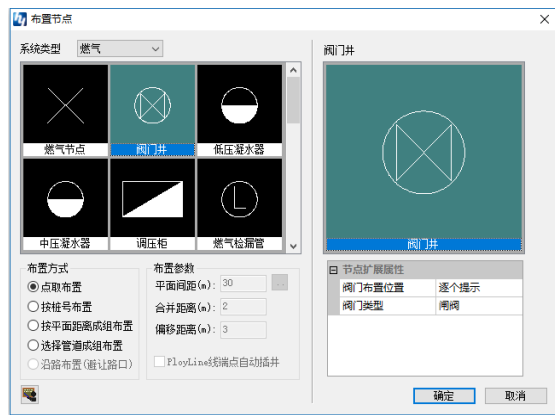 布置节点
系统类型 燃气
燃气节点 阀门井 低压凝水器
中压凝水器 调压柜 燃气检漏管
布置方式
点取布置
按桩号布置
按平面距离成组布置
选择管道成组布置
沿路布置(避让路口)
布置参数
平面间距(m): 30 ...
合并距离(m): 2
偏移距离(m): 3
PloyLine线端点自动插井
阀门井
阀门井
节点扩展属性
阀门布置位置 逐个提示
阀门类型 闸阀
确定 取消